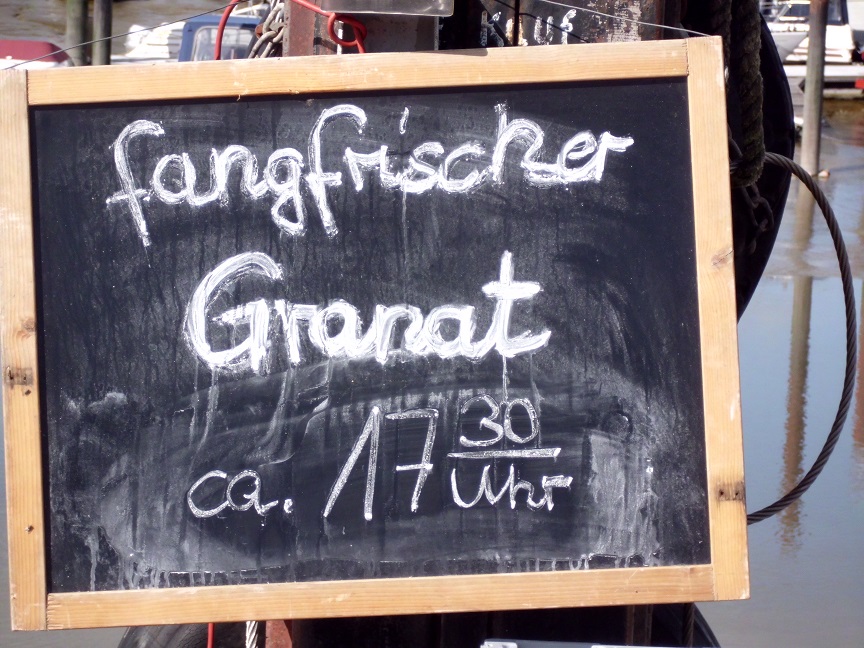 fangfrischer
Granat
ca. 17 30 Uhr